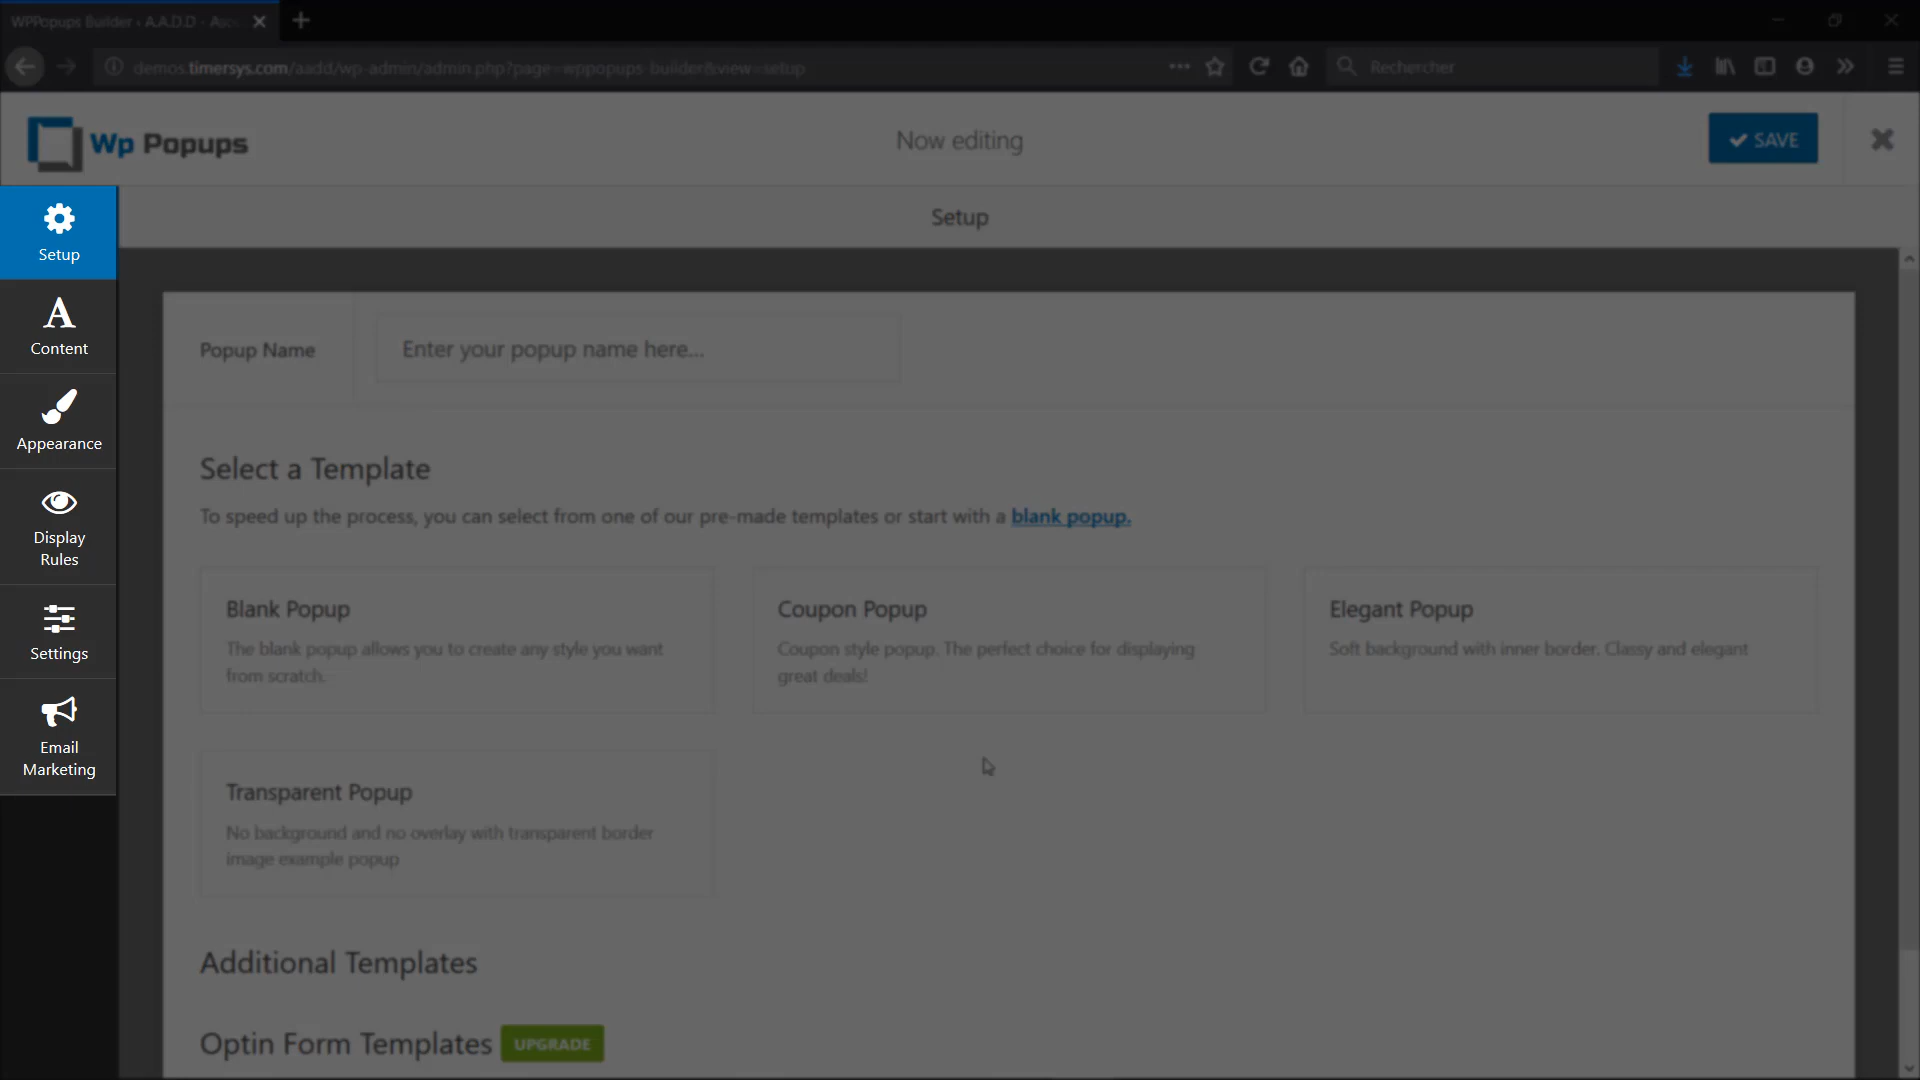 WPPopups Builder ‹ A.A.D.D -
demos.timersys.com/aadd/wp-admin/admin.php?page=wppopups-builder&view=setup
Rechercher
Wp Popups
Now editing
SAVE
Setup
Setup
Content
Appearance
Display
Rules
Settings
Email
Marketing
Popup Name
Enter your popup name here...
Select a Template
To speed up the process, you can select from one of our pre-made templates or start with a blank popup.
Blank Popup
The blank popup allows you to create any style you want
from scratch.
Coupon Popup
Coupon style popup. The perfect choice for displaying
great deals!
Elegant Popup
Soft background with inner border. Classy and elegant
Transparent Popup
No background and no overlay with transparent border
image example popup
Additional Templates
Optin Form Templates UPGRADE